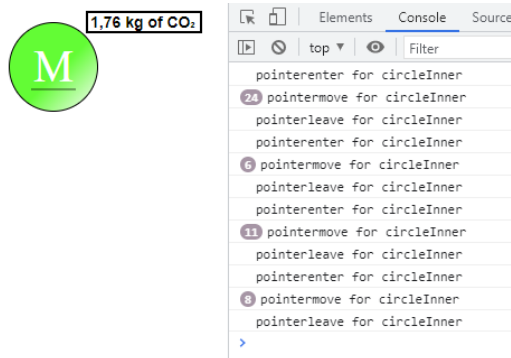 1,76 kg of CO₂
M
Elements Console Source
top ▼ Filter
pointerenter for circleInner
24 pointermove for circleInner
pointerleave for circleInner
pointerenter for circleInner
6 pointermove for circleInner
pointerleave for circleInner
pointerenter for circleInner
11 pointermove for circleInner
pointerleave for circleInner
pointerenter for circleInner
8 pointermove for circleInner
pointerleave for circleInner
>